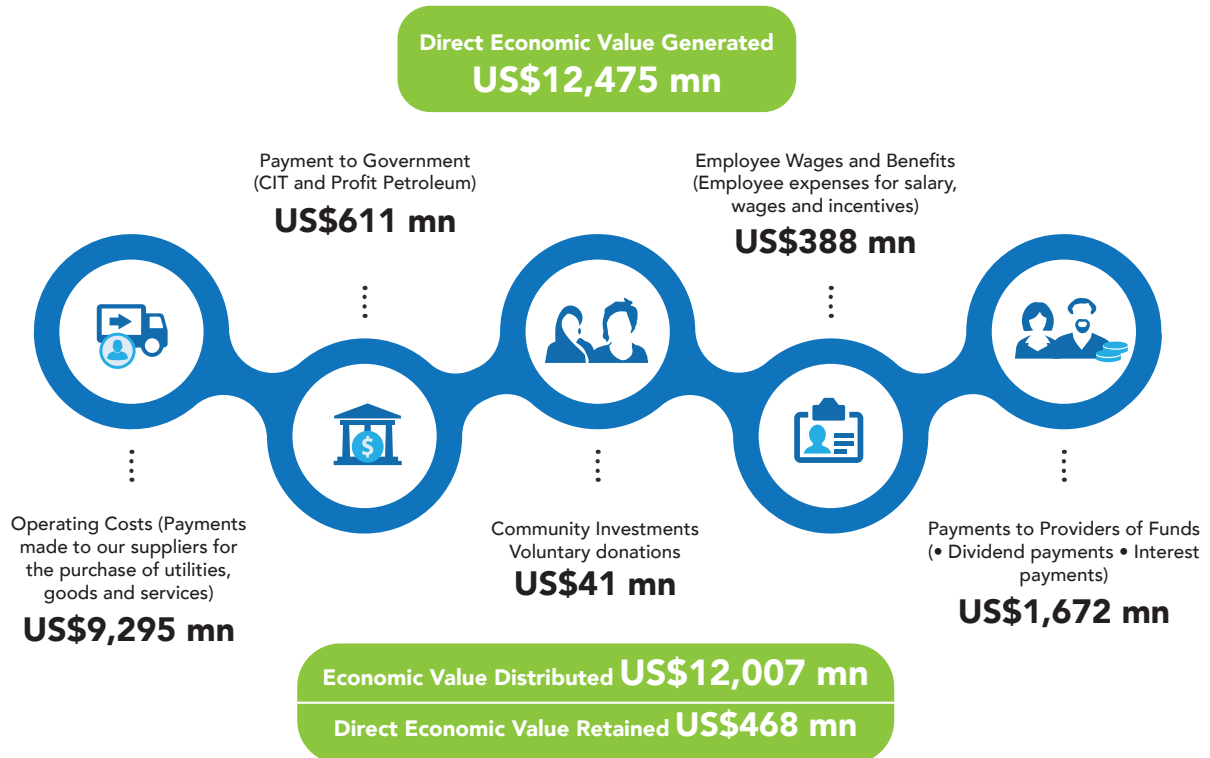 Direct Economic Value Generated
US$12,475 mn
Payment to Government
(CIT and Profit Petroleum)
US$611 mn
Employee Wages and Benefits
(Employee expenses for salary,
wages and incentives)
US$388 mn
$
Operating Costs (Payments
made to our suppliers for
the purchase of utilities,
goods and services)
US$9,295 mn
Community Investments
Voluntary donations
US$41 mn
Payments to Providers of Funds
(• Dividend payments • Interest
payments)
US$1,672 mn
Economic Value Distributed US$12,007 mn
Direct Economic Value Retained US$468 mn